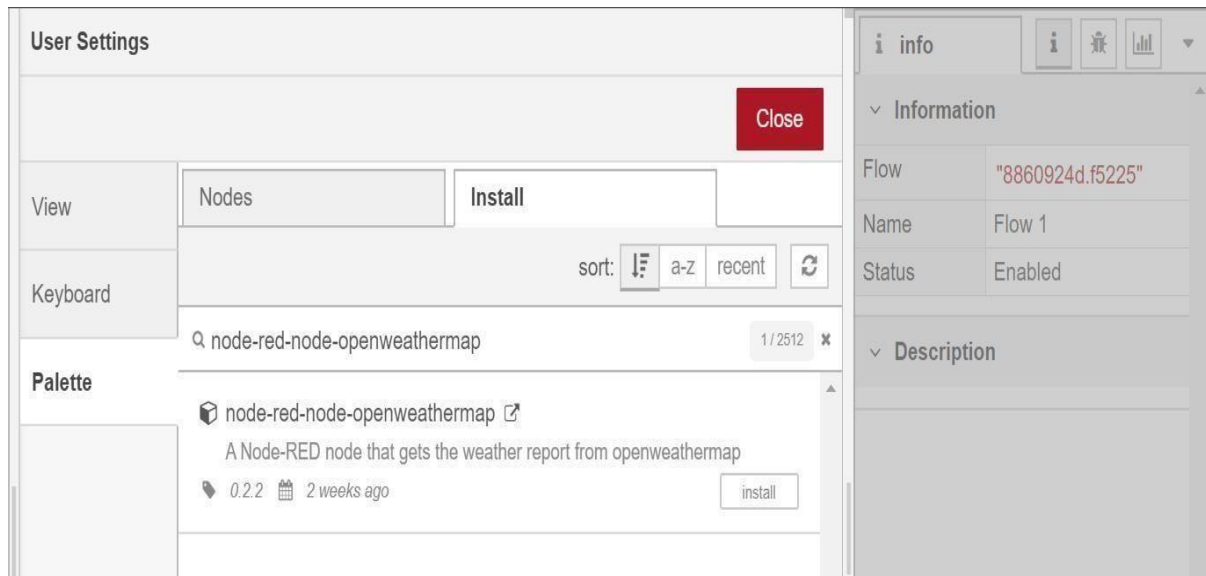 User Settings
Close
View
Keyboard
Palette
Nodes
Install
sort: a-z recent
node-red-node-openweathermap 1 / 2512 ×
node-red-node-openweathermap
A Node-RED node that gets the weather report from openweathermap
0.2.2 2 weeks ago
install
i info i
Information
Flow "8860924d.f5225"
Name Flow 1
Status Enabled
Description